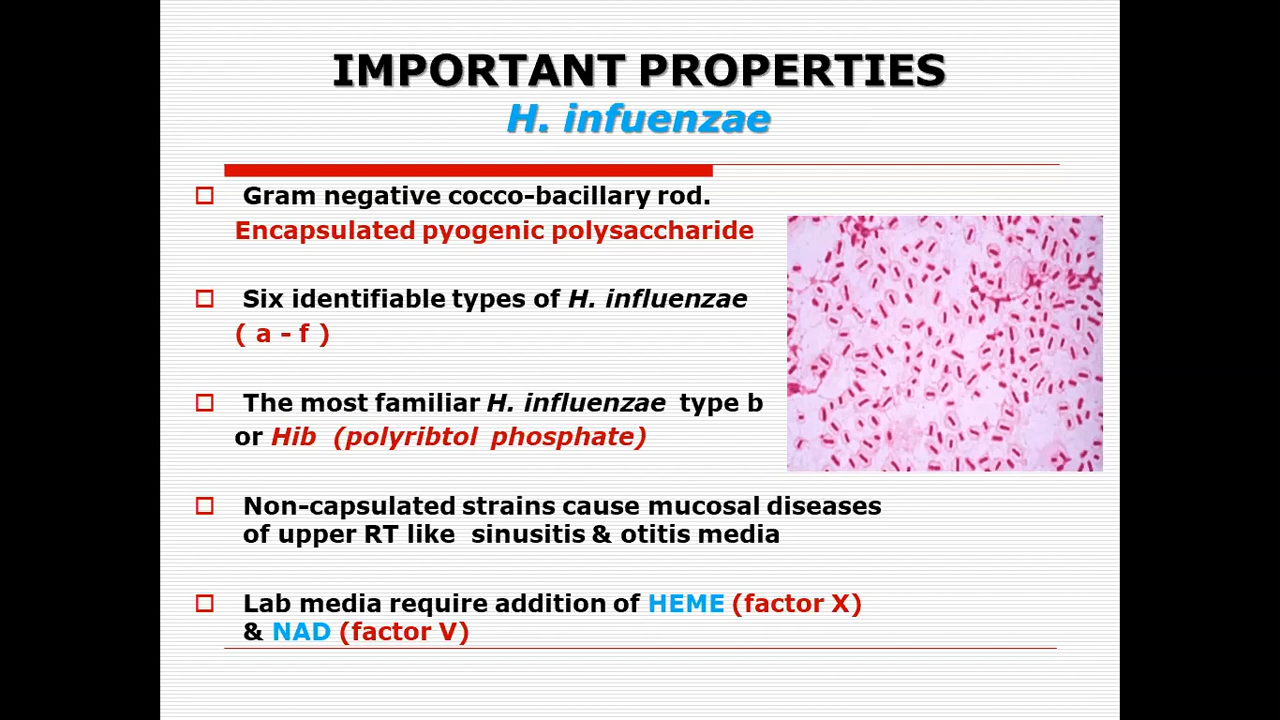 IMPORTANT PROPERTIES
H. infuenzae
Gram negative cocco-bacillary rod.
Encapsulated pyogenic polysaccharide
Six identifiable types of H. influenzae
( a - f )
The most familiar H. influenzae type b
or Hib (polyribtol phosphate)
Non-capsulated strains cause mucosal diseases
of upper RT like sinusitis & otitis media
Lab media require addition of HEME (factor X)
& NAD (factor V)